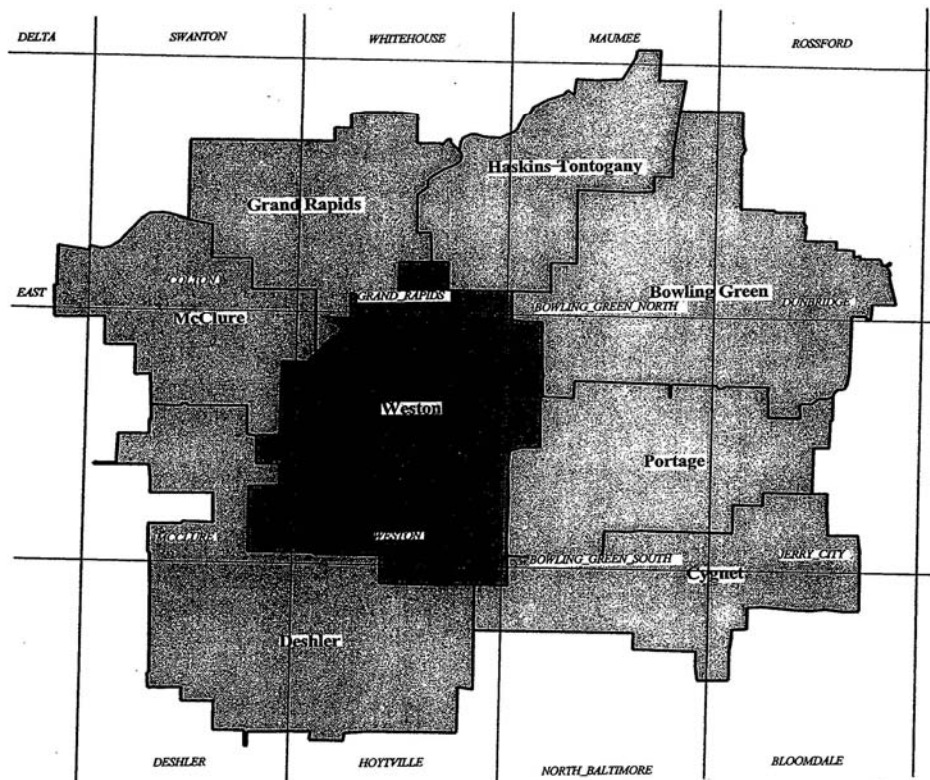 DELTA
SWANTON
WHITEHOUSE
MAUMEE
ROSSFORD
Haskins-Tontogany
Grand Rapids
COLTON
EAST
GRAND_RAPIDS
BOWLING_GREEN_NORTH
Bowling Green
DUNBRIDGE
McClure
Weston
Portage
MCCLURE
WESTON
BOWLING_GREEN_SOUTH
JERRY_CITY
Cygnet
Deshler
DESHLER
HOYTVILLE
NORTH_BALTIMORE
BLOOMDALE